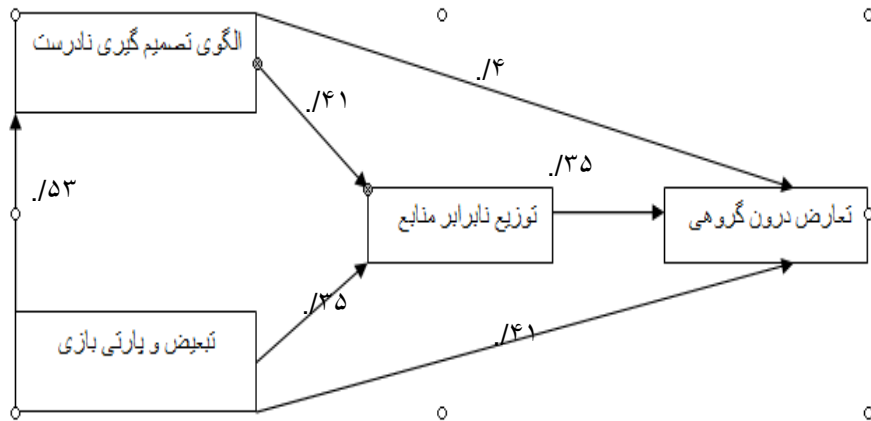 الگوی تصمیم گیری نادرست
./۴
./۴۱
./۵۳
./۳۵
توزیع نابرابر منابع
تعارض درون گروهی
./۳۵
تبعیض و پارتی بازی
./۴۱